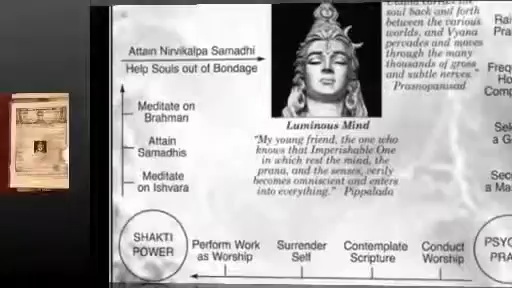 soul back and forth
between the various
worlds, and Vyana
pervades and moves
through the many
thousands of gross
and subtle nerves."
Prasnopanisad
Attain Nirvikalpa Samadhi
Help Souls out of Bondage
Meditate on
Brahman
Attain
Samadhis
Meditate
on Ishvara
Luminous Mind
"My young friend, the one who
knows that Imperishable One
in which rest the mind, the
prana, and the senses, verily
becomes omniscient and enters
into everything." Pippalada
SHAKTI
POWER
Perform Work
as Worship
Surrender
Self
Contemplate
Scripture
Conduct
Worship